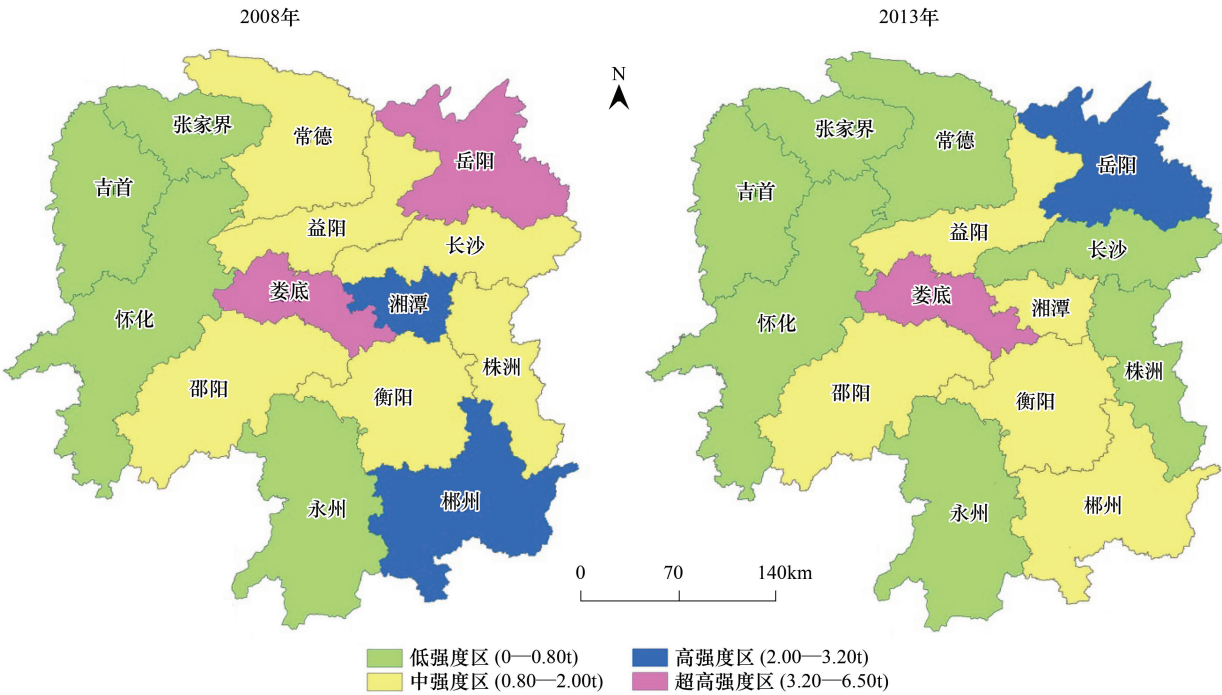 2008年
2013年
N
张家界
常德
岳阳
吉首
益阳
长沙
娄底
湘潭
怀化
株洲
邵阳
衡阳
永州
郴州
张家界
常德
岳阳
吉首
益阳
长沙
娄底
湘潭
怀化
株洲
邵阳
衡阳
永州
郴州
0 70 140km
低强度区 (0—0.80t)
高强度区 (2.00—3.20t)
中强度区 (0.80—2.00t)
超高强度区 (3.20—6.50t)